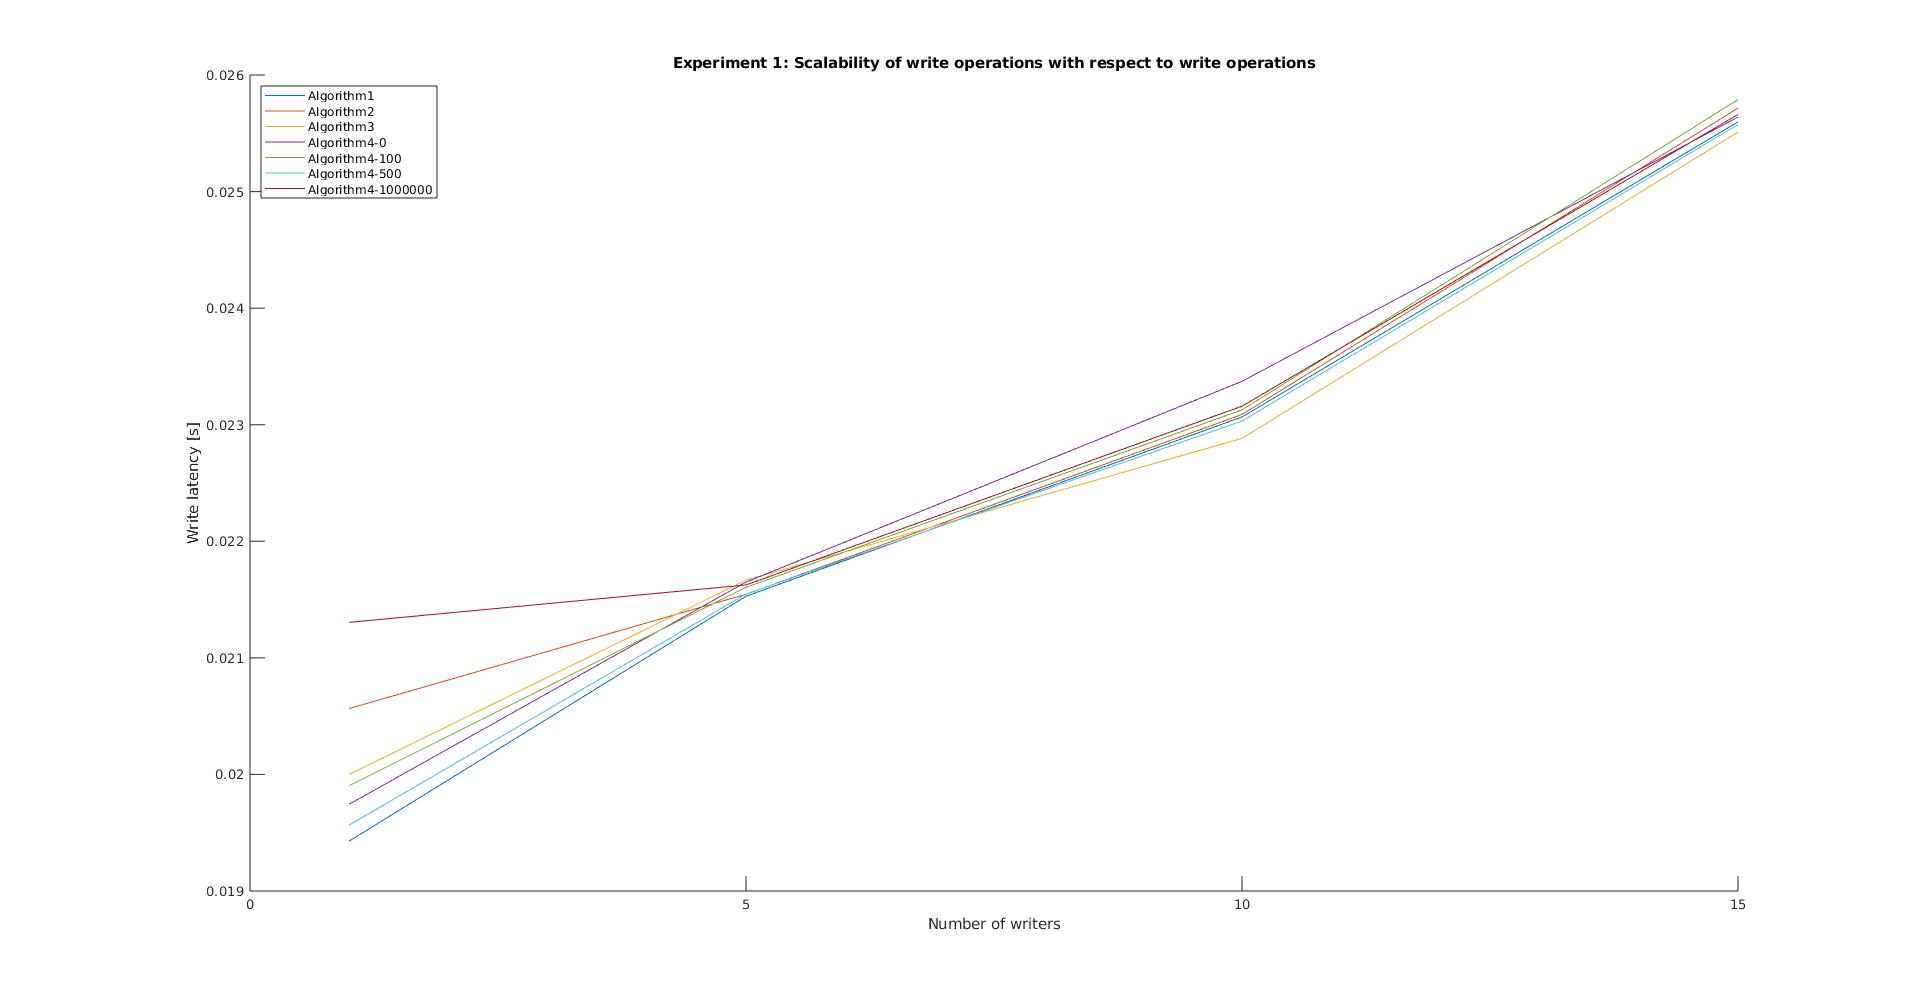 Experiment 1: Scalability of write operations with respect to write operations
0.026
Algorithm1
Algorithm2
Algorithm3
Algorithm4-0
Algorithm4-100
Algorithm4-500
Algorithm4-1000000
0.025
0.024
0.023
Write latency [s]
0.022
0.021
0.02
0.019
0 5 10 15
Number of writers